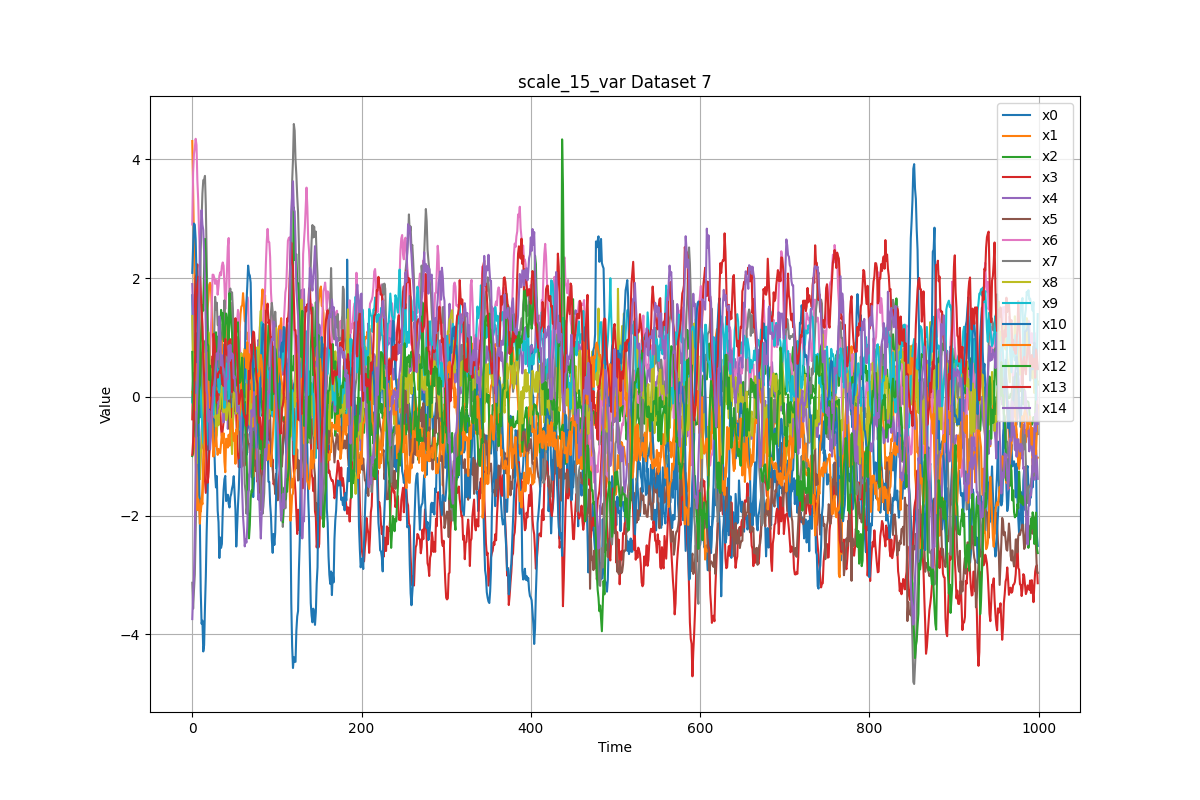 scale_15_var Dataset 7
Value
4
2
0
−2
−4
0
200
400
600
800
1000
Time
x0
x1
x2
x3
x4
x5
x6
x7
x8
x9
x10
x11
x12
x13
x14